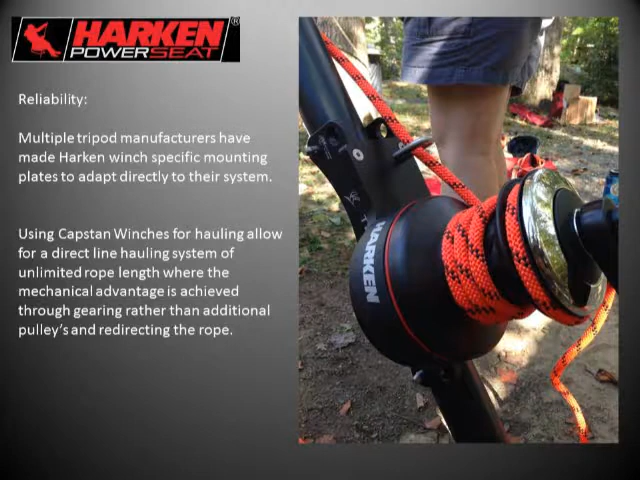 HARKEN®
POWERSEAT
Reliability:
Multiple tripod manufacturers have
made Harken winch specific mounting
plates to adapt directly to their system.
Using Capstan Winches for hauling allow
for a direct line hauling system of
unlimited rope length where the
mechanical advantage is achieved
through gearing rather than additional
pulley's and redirecting the rope.
HARKEN